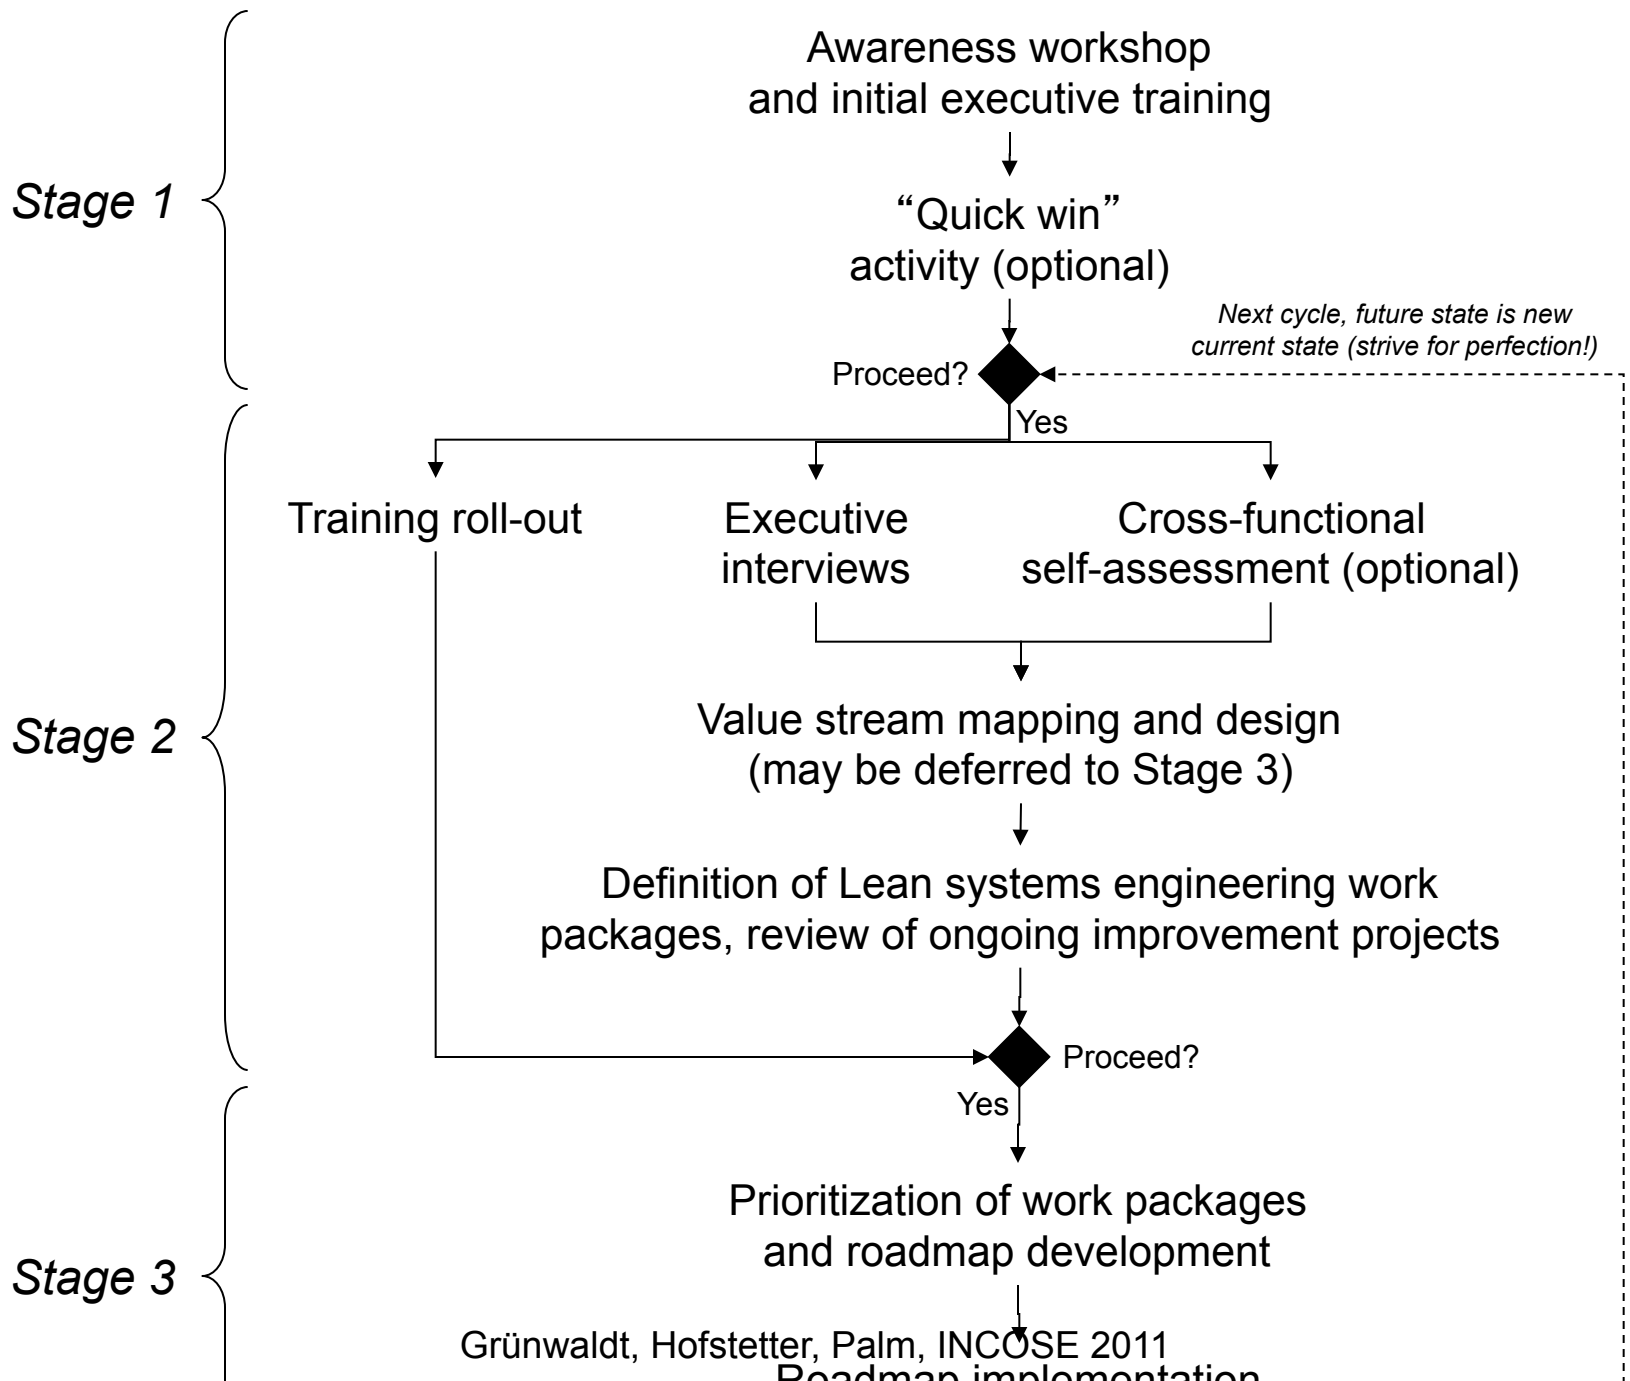 Awareness workshop
and initial executive training
Stage 1
“Quick win”
activity (optional)
Next cycle, future state is new
current state (strive for perfection!)
Proceed?
Yes
Training roll-out
Executive
interviews
Cross-functional
self-assessment (optional)
Stage 2
Value stream mapping and design
(may be deferred to Stage 3)
Definition of Lean systems engineering work
packages, review of ongoing improvement projects
Proceed?
Yes
Prioritization of work packages
and roadmap development
Stage 3
Grünwaldt, Hofstetter, Palm, INCOSE 2011
Roadmap implementation